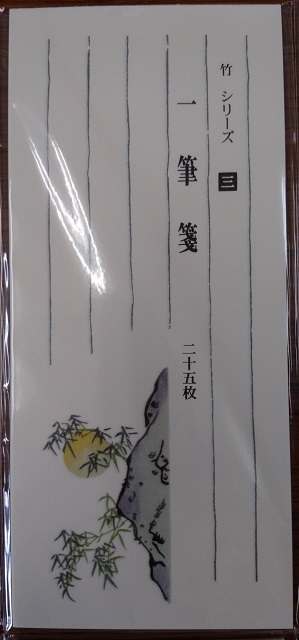 竹 シリーズ 三
一筆箋
二十五枚